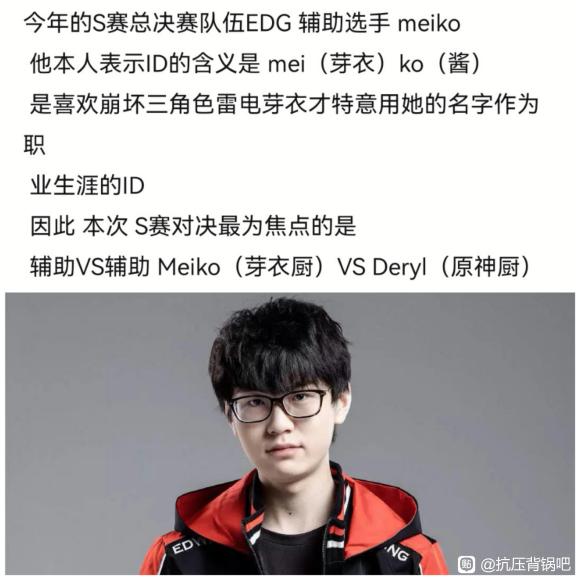 今年的S赛总决赛队伍EDG 辅助选手 meiko
他本人表示ID的含义是 mei（芽衣）ko（酱）
是喜欢崩坏三角色雷电芽衣才特意用她的名字作为
职
业生涯的ID
因此 本次 S赛对决最为焦点的是
辅助VS辅助 Meiko（芽衣厨）VS Deryl（原神厨）
EDW
NG
贴 @抗压背锅吧